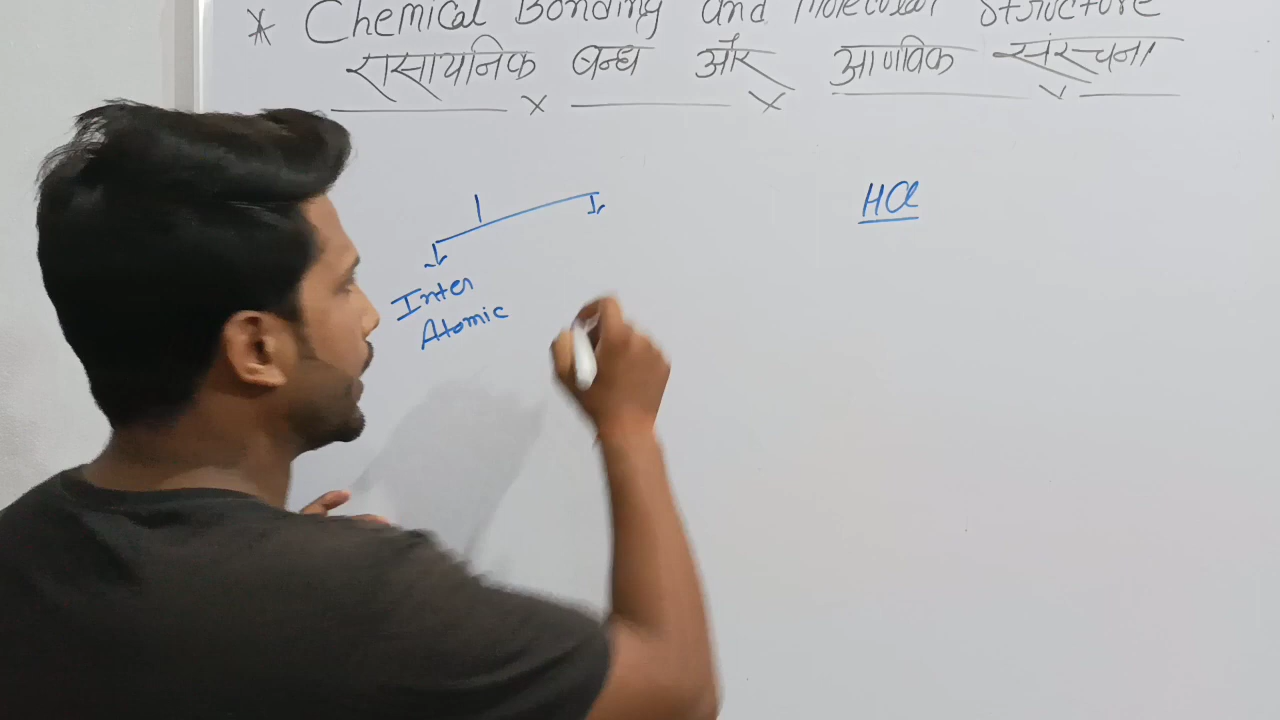 * Chemical Bonding and Molecular Structure
रासायनिक बन्ध और आणविक संरचना
HCl
Inter
Atomic